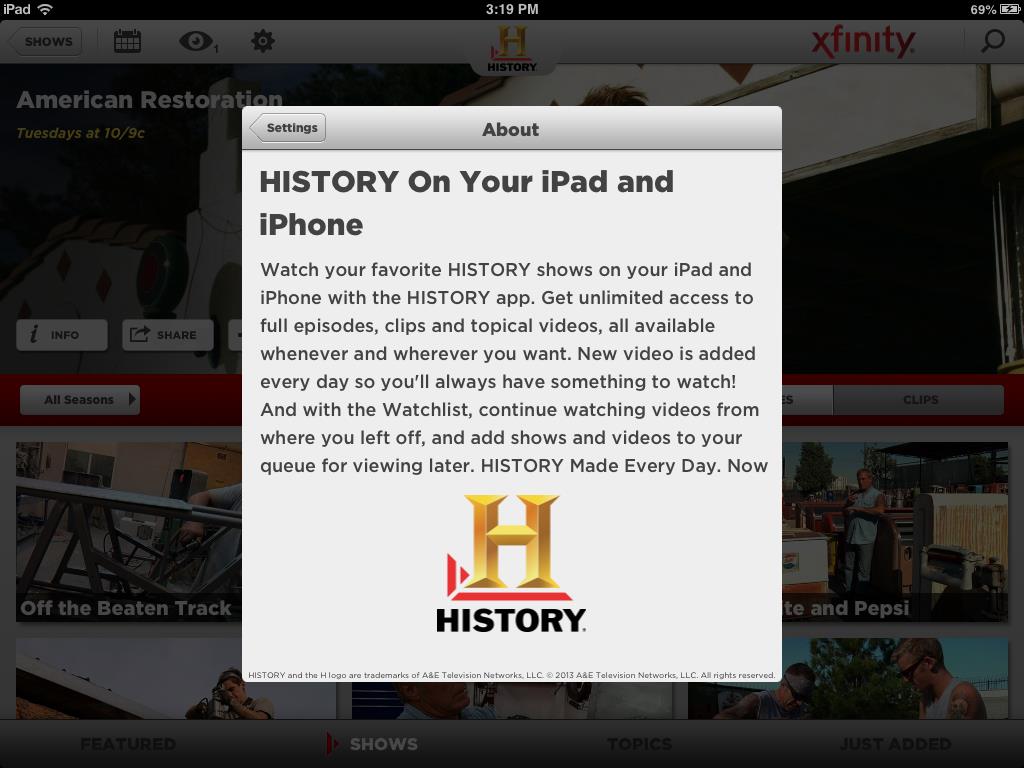 iPad 3:19 PM 69%
SHOWS 1 H HISTORY xfinity
American Restoration
Tuesdays at 10/9c
Settings About
HISTORY On Your iPad and
iPhone
Watch your favorite HISTORY shows on your iPad and
iPhone with the HISTORY app. Get unlimited access to
full episodes, clips and topical videos, all available
whenever and wherever you want. New video is added
every day so you'll always have something to watch!
And with the Watchlist, continue watching videos from
where you left off, and add shows and videos to your
queue for viewing later. HISTORY Made Every Day. Now
H
HISTORY
HISTORY and the H logo are trademarks of A&E Television Networks, LLC. © 2013 A&E Television Networks, LLC. All rights reserved.
INFO SHARE
All Seasons ES CLIPS
Off the Beaten Track ite and Pepsi
FEATURED SHOWS TOPICS JUST ADDED